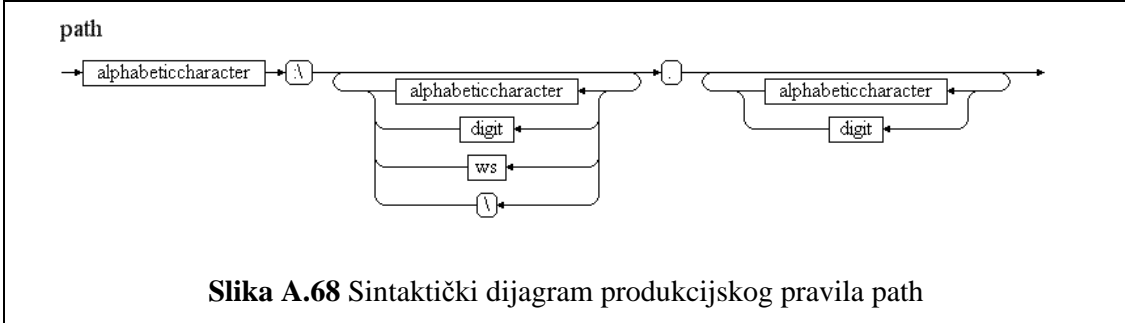 path
alphabeticcharacter :\ alphabeticcharacter . alphabeticcharacter
digit digit
ws
\
Slika A.68 Sintaktički dijagram produkcijskog pravila path